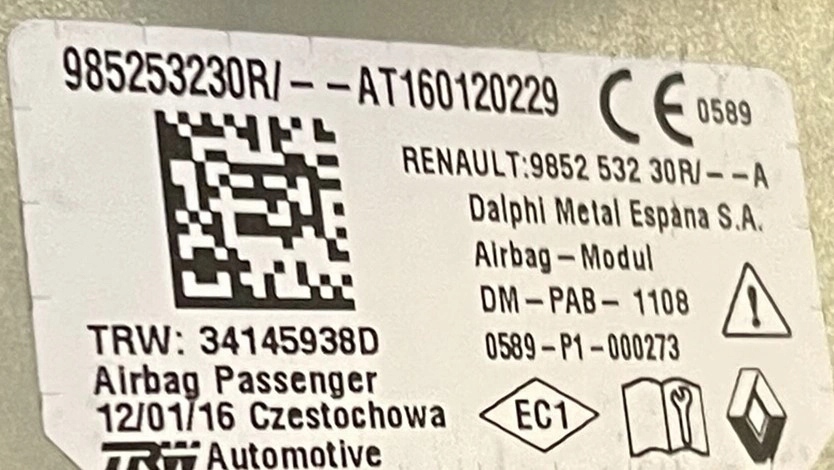 985253230R/--AT160120229
CE 0589
RENAULT:9852 532 30R/--A
Dalphi Metal Espana S.A.
Airbag-Modul
DM-PAB-1108
0589-P1-000273
TRW: 34145938D
Airbag Passenger
12/01/16 Czestochowa
TRW Automotive
EC1